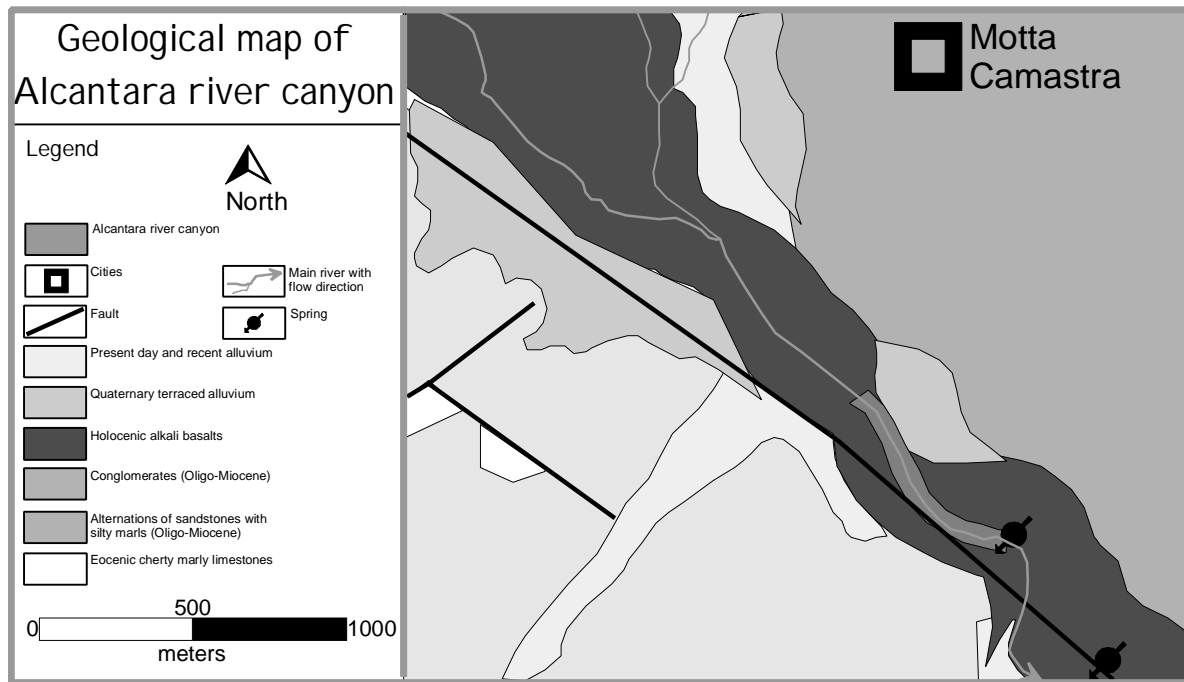 Geological map of
Alcantara river canyon
Legend
North
Alcantara river canyon
Cities
Main river with
flow direction
Fault
Spring
Present day and recent alluvium
Quaternary terraced alluvium
Holocenic alkali basalts
Conglomerates (Oligo-Miocene)
Alternations of sandstones with
silty marls (Oligo-Miocene)
Eocenic cherty marly limestones
500
0 1000
meters
Motta
Camastra